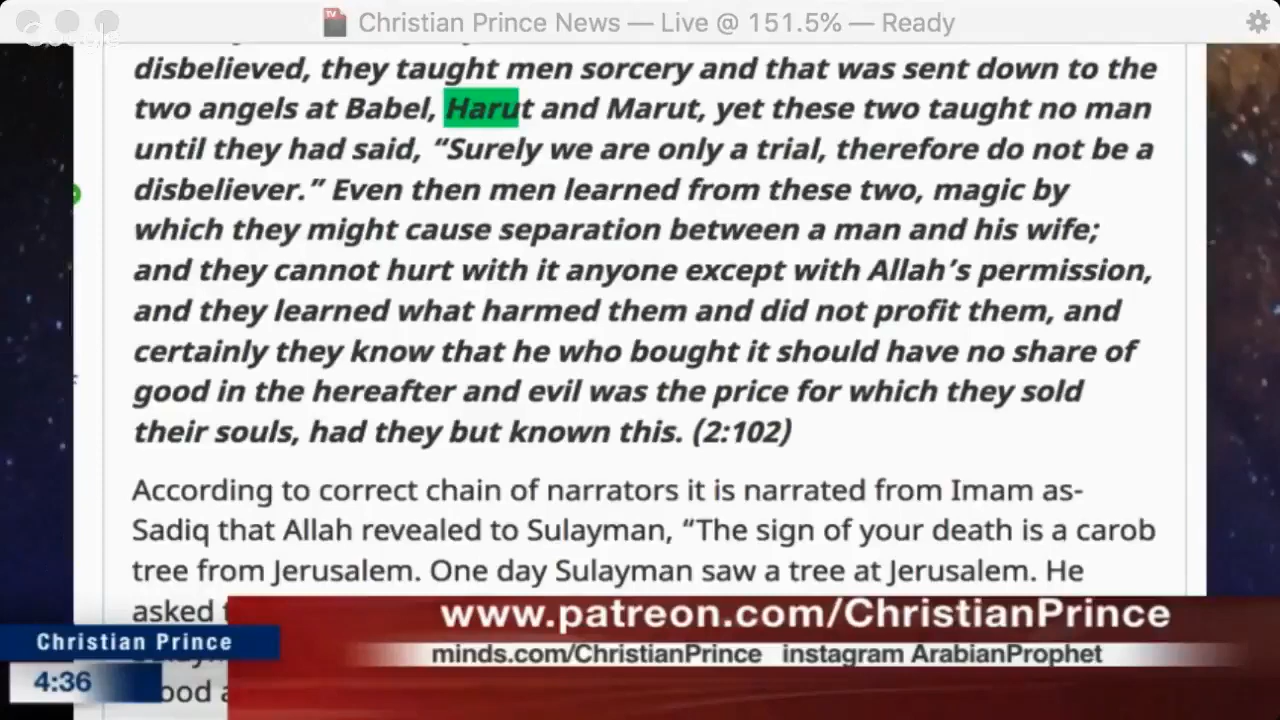 Christian Prince News — Live @ 151.5% — Ready
Google
disbelieved, they taught men sorcery and that was sent down to the
two angels at Babel, Harut and Marut, yet these two taught no man
until they had said, “Surely we are only a trial, therefore do not be a
disbeliever.” Even then men learned from these two, magic by
which they might cause separation between a man and his wife;
and they cannot hurt with it anyone except with Allah’s permission,
and they learned what harmed them and did not profit them, and
certainly they know that he who bought it should have no share of
good in the hereafter and evil was the price for which they sold
their souls, had they but known this. (2:102)
According to correct chain of narrators it is narrated from Imam as-
Sadiq that Allah revealed to Sulayman, “The sign of your death is a carob
tree from Jerusalem. One day Sulayman saw a tree at Jerusalem. He
asked
www.patreon.com/ChristianPrince
Christian Prince
minds.com/ChristianPrince instagram ArabianProphet
4:36